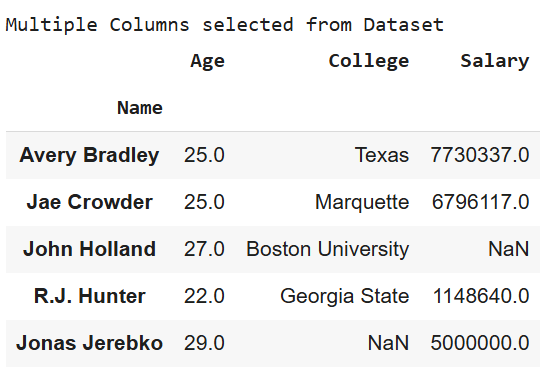 Multiple Columns selected from Dataset
Age College Salary
Name
Avery Bradley 25.0 Texas 7730337.0
Jae Crowder 25.0 Marquette 6796117.0
John Holland 27.0 Boston University NaN
R.J. Hunter 22.0 Georgia State 1148640.0
Jonas Jerebko 29.0 NaN 5000000.0